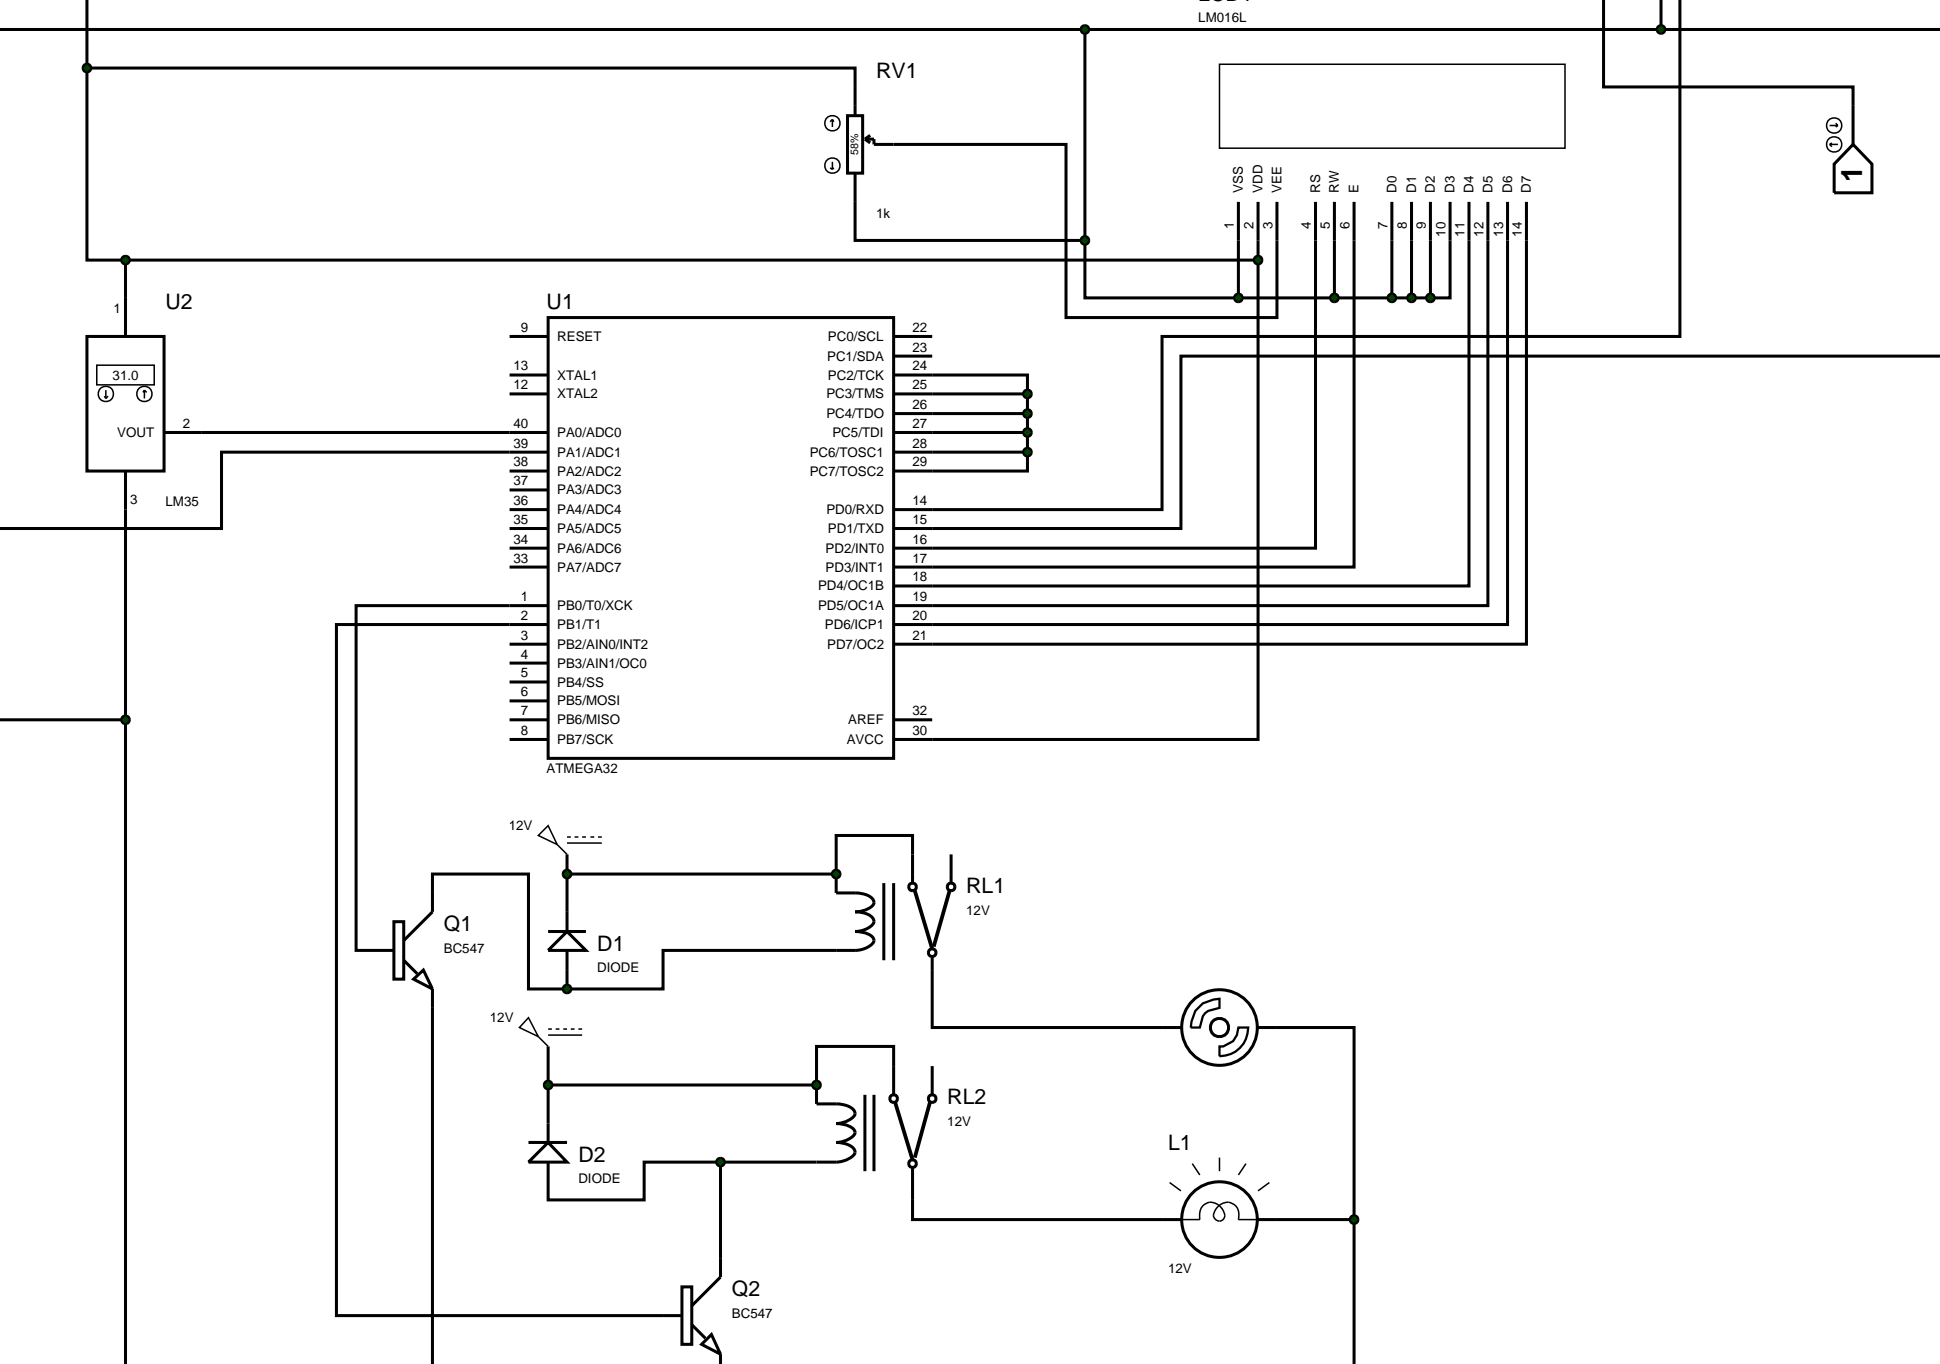 LM016L
RV1
58%
1k
VSS
VDD
VEE
RS
RW
E
D0
D1
D2
D3
D4
D5
D6
D7
1
2
3
4
5
6
7
8
9
10
11
12
13
14
1
U2
1
31.0
VOUT
2
3
LM35
U1
9 RESET
13 XTAL1
12 XTAL2
40 PA0/ADC0
39 PA1/ADC1
38 PA2/ADC2
37 PA3/ADC3
36 PA4/ADC4
35 PA5/ADC5
34 PA6/ADC6
33 PA7/ADC7
1 PB0/T0/XCK
2 PB1/T1
3 PB2/AIN0/INT2
4 PB3/AIN1/OC0
5 PB4/SS
6 PB5/MOSI
7 PB6/MISO
8 PB7/SCK
PC0/SCL 22
PC1/SDA 23
PC2/TCK 24
PC3/TMS 25
PC4/TDO 26
PC5/TDI 27
PC6/TOSC1 28
PC7/TOSC2 29
PD0/RXD 14
PD1/TXD 15
PD2/INT0 16
PD3/INT1 17
PD4/OC1B 18
PD5/OC1A 19
PD6/ICP1 20
PD7/OC2 21
AREF 32
AVCC 30
ATMEGA32
12V
RL1
12V
Q1
BC547
D1
DIODE
12V
RL2
12V
D2
DIODE
L1
12V
Q2
BC547